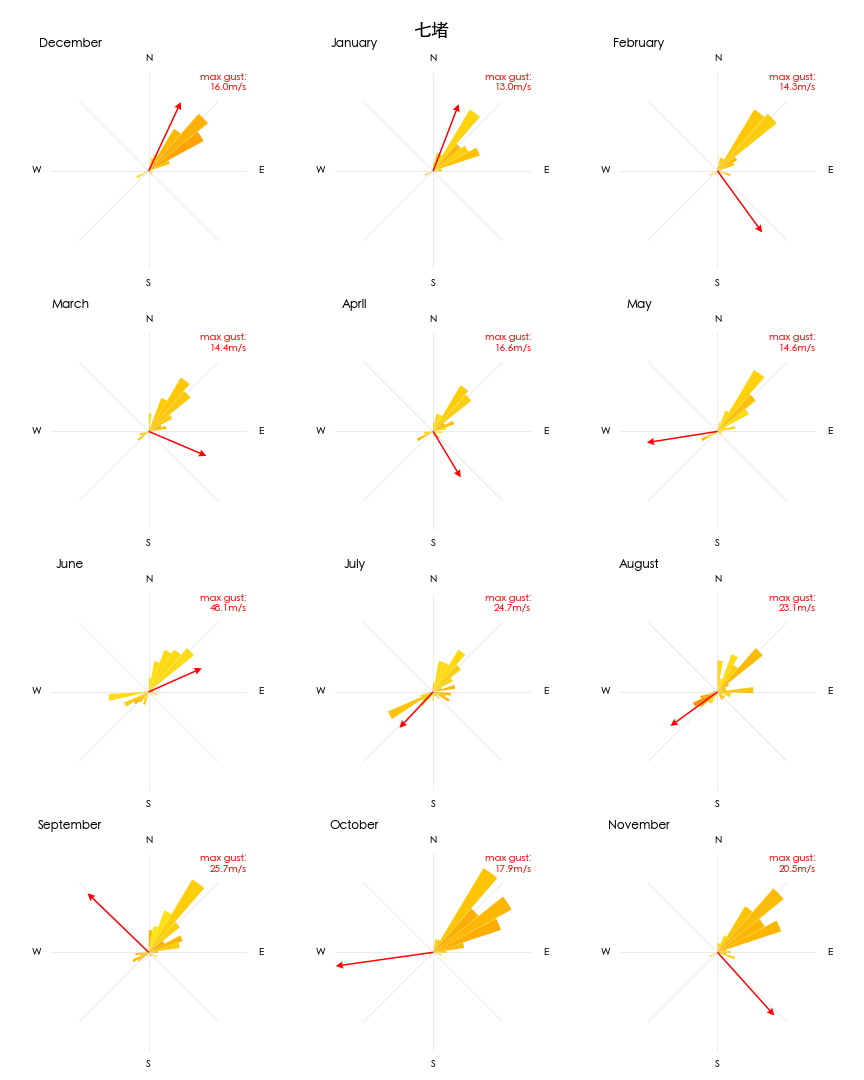 七堵
December
N
max gust:
16.0m/s
W
E
S
January
N
max gust:
13.0m/s
W
E
S
February
N
max gust:
14.3m/s
W
E
S
March
N
max gust:
14.4m/s
W
E
S
April
N
max gust:
16.6m/s
W
E
S
May
N
max gust:
14.6m/s
W
E
S
June
N
max gust:
48.1m/s
W
E
S
July
N
max gust:
24.7m/s
W
E
S
August
N
max gust:
23.1m/s
W
E
S
September
N
max gust:
25.7m/s
W
E
S
October
N
max gust:
17.9m/s
W
E
S
November
N
max gust:
20.5m/s
W
E
S